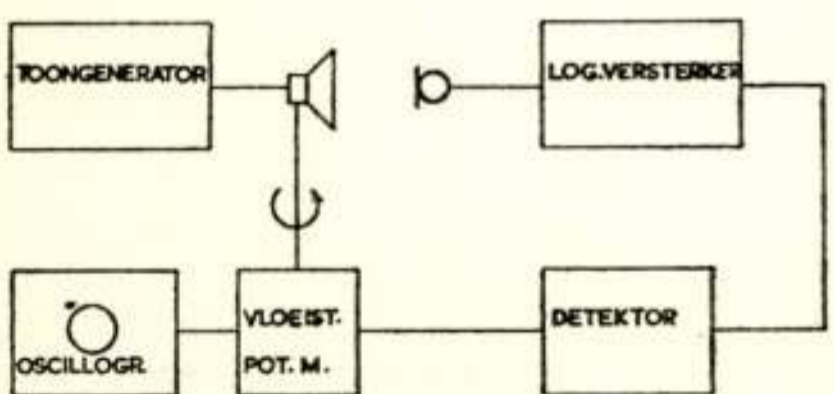 TOONGENERATOR
LOG.VERSTERKER
OSCILLOGR.
VLOEIST.
POT. M.
DETEKTOR